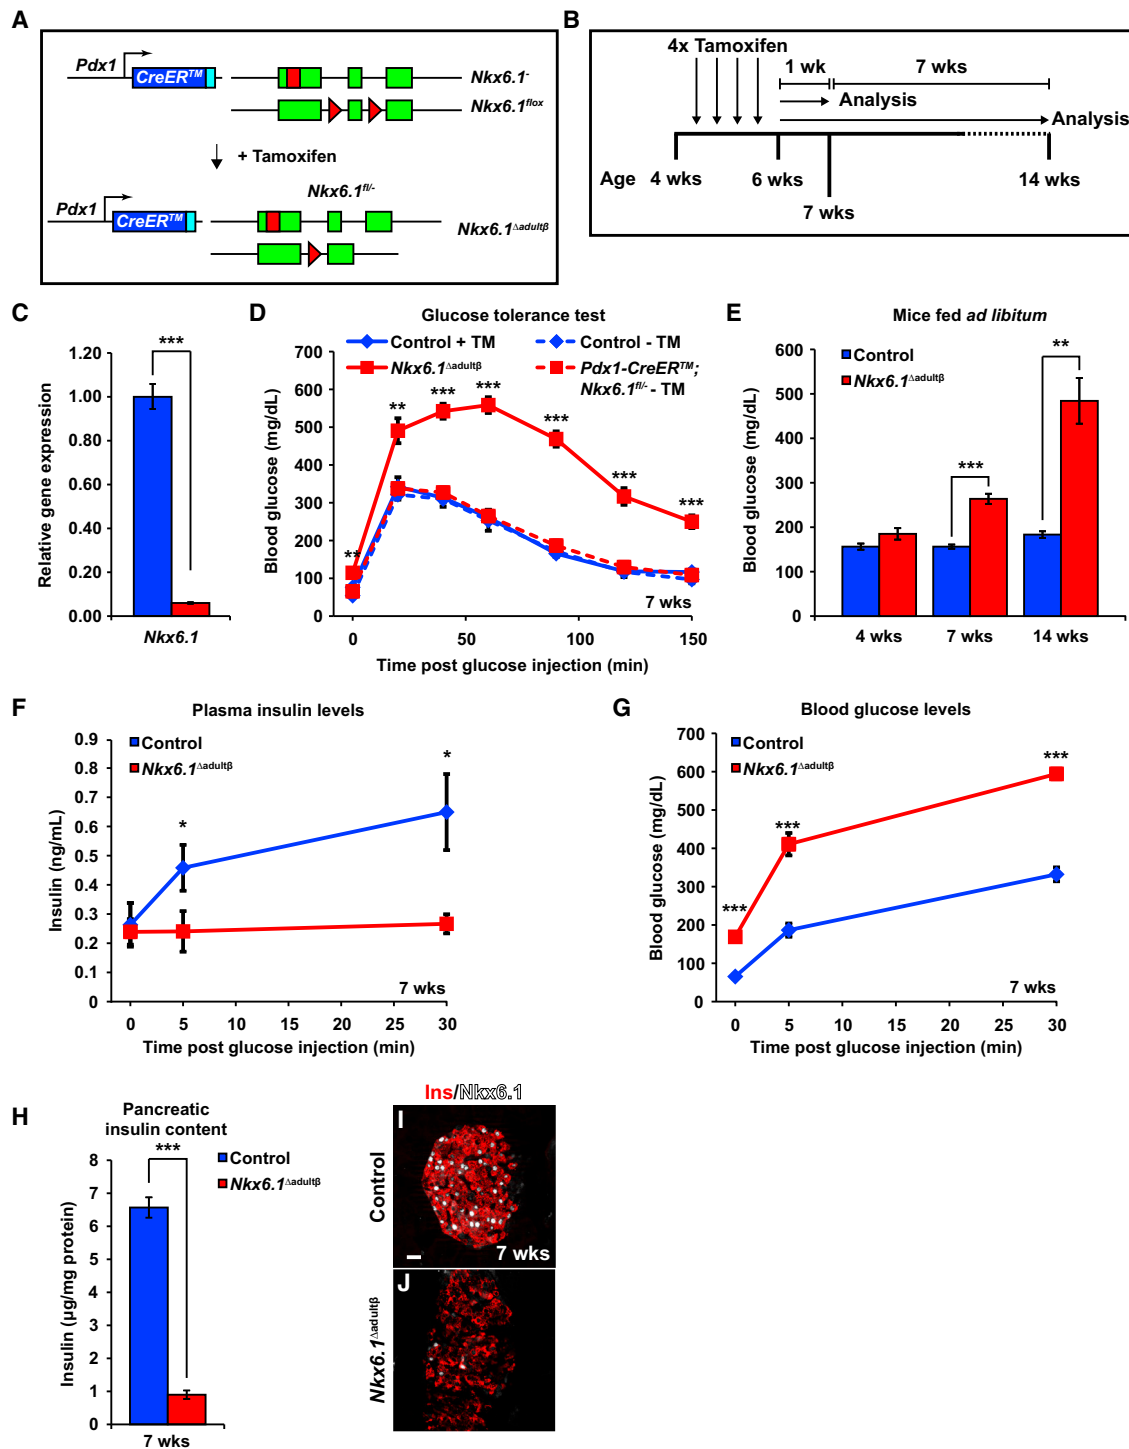 A
Pdx1
CreER™
Nkx6.1⁻
Nkx6.1ᶠˡᵒˣ
+ Tamoxifen
Nkx6.1ᶠˡ/⁻
Pdx1
CreER™
Nkx6.1Δadultβ
B
4x Tamoxifen
1 wk
7 wks
Analysis
Analysis
Age
4 wks
6 wks
7 wks
14 wks
C
***
1.20
1.00
0.80
0.60
0.40
0.20
0.00
Relative gene expression
Nkx6.1
D
Glucose tolerance test
Control + TM
Control - TM
Nkx6.1Δadultβ
Pdx1-CreER™;
Nkx6.1ᶠˡ/⁻ - TM
Blood glucose (mg/dL)
700
600
500
400
300
200
100
0
**
**
***
***
***
***
***
7 wks
0
50
100
150
Time post glucose injection (min)
E
Mice fed ad libitum
Control
Nkx6.1Δadultβ
Blood glucose (mg/dL)
600
500
400
300
200
100
0
***
**
4 wks
7 wks
14 wks
F
Plasma insulin levels
Control
Nkx6.1Δadultβ
Insulin (ng/mL)
0.9
0.8
0.7
0.6
0.5
0.4
0.3
0.2
0.1
0
*
*
7 wks
0 5 10 15 20 25 30
Time post glucose injection (min)
G
Blood glucose levels
Control
Nkx6.1Δadultβ
Blood glucose (mg/dL)
700
600
500
400
300
200
100
0
***
***
***
7 wks
0 5 10 15 20 25 30
Time post glucose injection (min)
H
Pancreatic
insulin content
***
Control
Nkx6.1Δadultβ
Insulin (µg/mg protein)
8
7
6
5
4
3
2
1
0
7 wks
Ins/Nkx6.1
I
Control
7 wks
J
Nkx6.1Δadultβ